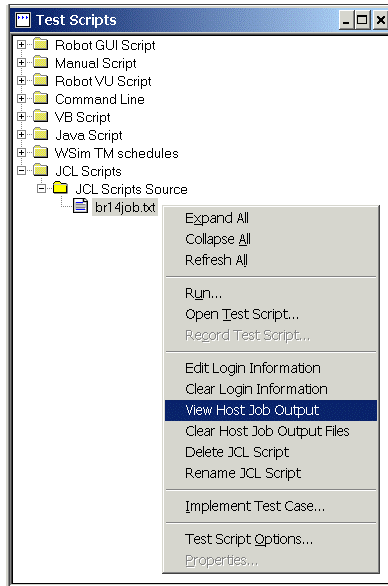 Test Scripts
Robot GUI Script
Manual Script
Robot VU Script
Command Line
VB Script
Java Script
WSim TM schedules
JCL Scripts
JCL Scripts Source
br14job.txt
Expand All
Collapse All
Refresh All
Run...
Open Test Script...
Record Test Script...
Edit Login Information
Clear Login Information
View Host Job Output
Clear Host Job Output Files
Delete JCL Script
Rename JCL Script
Implement Test Case...
Test Script Options...
Properties...